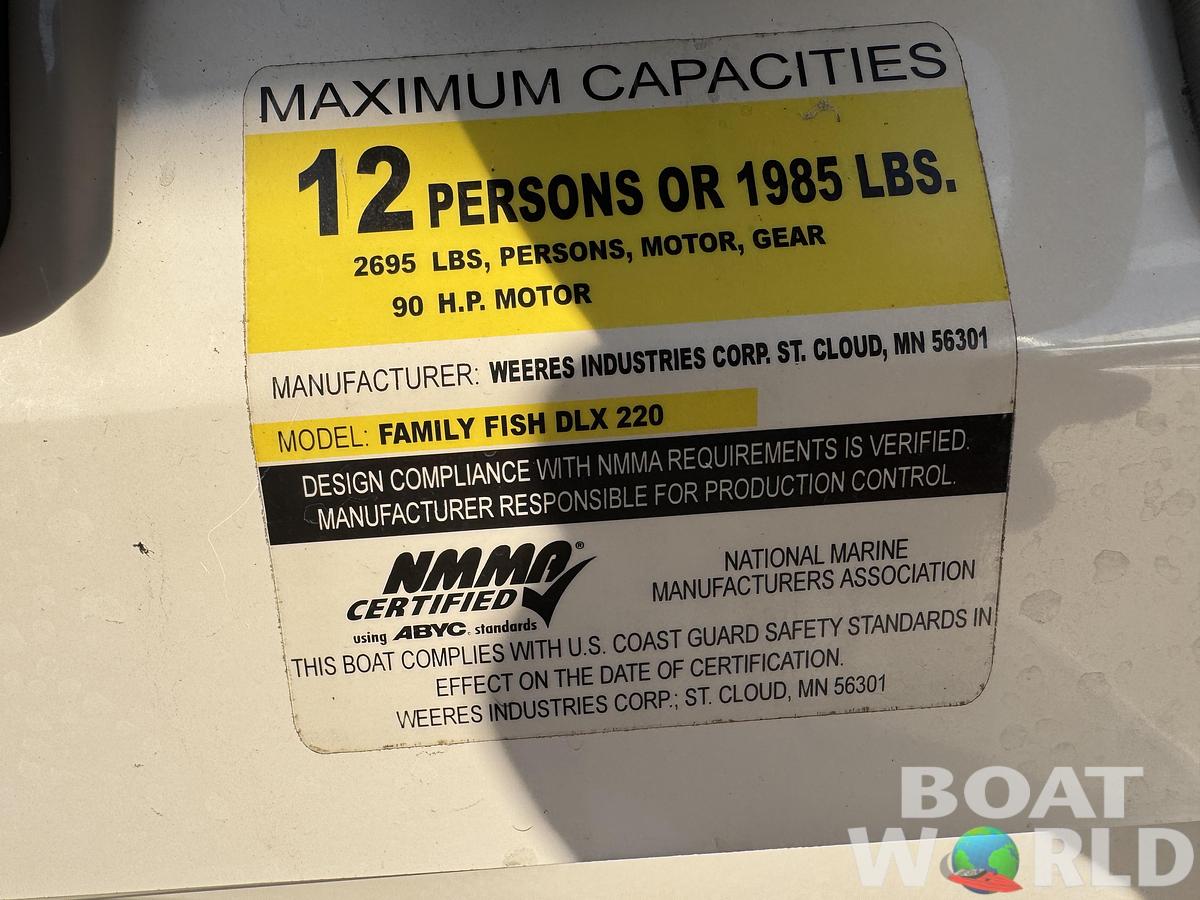 MAXIMUM CAPACITIES
12 PERSONS OR 1985 LBS.
2695 LBS, PERSONS, MOTOR, GEAR
90 H.P. MOTOR
MANUFACTURER: WEERES INDUSTRIES CORP. ST. CLOUD, MN 56301
MODEL: FAMILY FISH DLX 220
DESIGN COMPLIANCE WITH NMMA REQUIREMENTS IS VERIFIED.
MANUFACTURER RESPONSIBLE FOR PRODUCTION CONTROL.
NMMA®
CERTIFIED
using ABYC standards
NATIONAL MARINE
MANUFACTURERS ASSOCIATION
THIS BOAT COMPLIES WITH U.S. COAST GUARD SAFETY STANDARDS IN
EFFECT ON THE DATE OF CERTIFICATION.
WEERES INDUSTRIES CORP.; ST. CLOUD, MN 56301
BOAT
WORLD